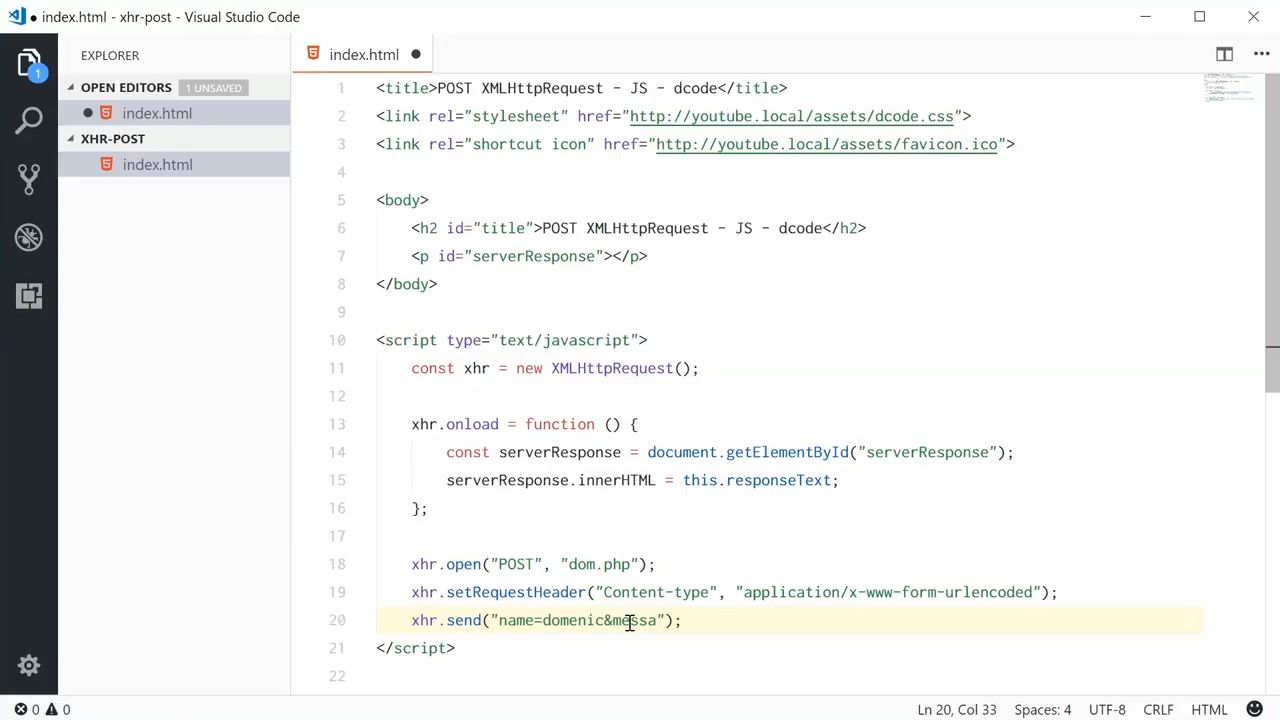 index.html - xhr-post - Visual Studio Code
EXPLORER
OPEN EDITORS 1 UNSAVED
index.html
XHR-POST
index.html
1
index.html
1 <title>POST XMLHttpRequest - JS - dcode</title>
2 <link rel="stylesheet" href="http://youtube.local/assets/dcode.css">
3 <link rel="shortcut icon" href="http://youtube.local/assets/favicon.ico">
4
5 <body>
6 <h2 id="title">POST XMLHttpRequest - JS - dcode</h2>
7 <p id="serverResponse"></p>
8 </body>
9
10 <script type="text/javascript">
11 const xhr = new XMLHttpRequest();
12
13 xhr.onload = function () {
14 const serverResponse = document.getElementById("serverResponse");
15 serverResponse.innerHTML = this.responseText;
16 };
17
18 xhr.open("POST", "dom.php");
19 xhr.setRequestHeader("Content-type", "application/x-www-form-urlencoded");
20 xhr.send("name=domenic&messa");
21 </script>
22
0 0 Ln 20, Col 33 Spaces: 4 UTF-8 CRLF HTML